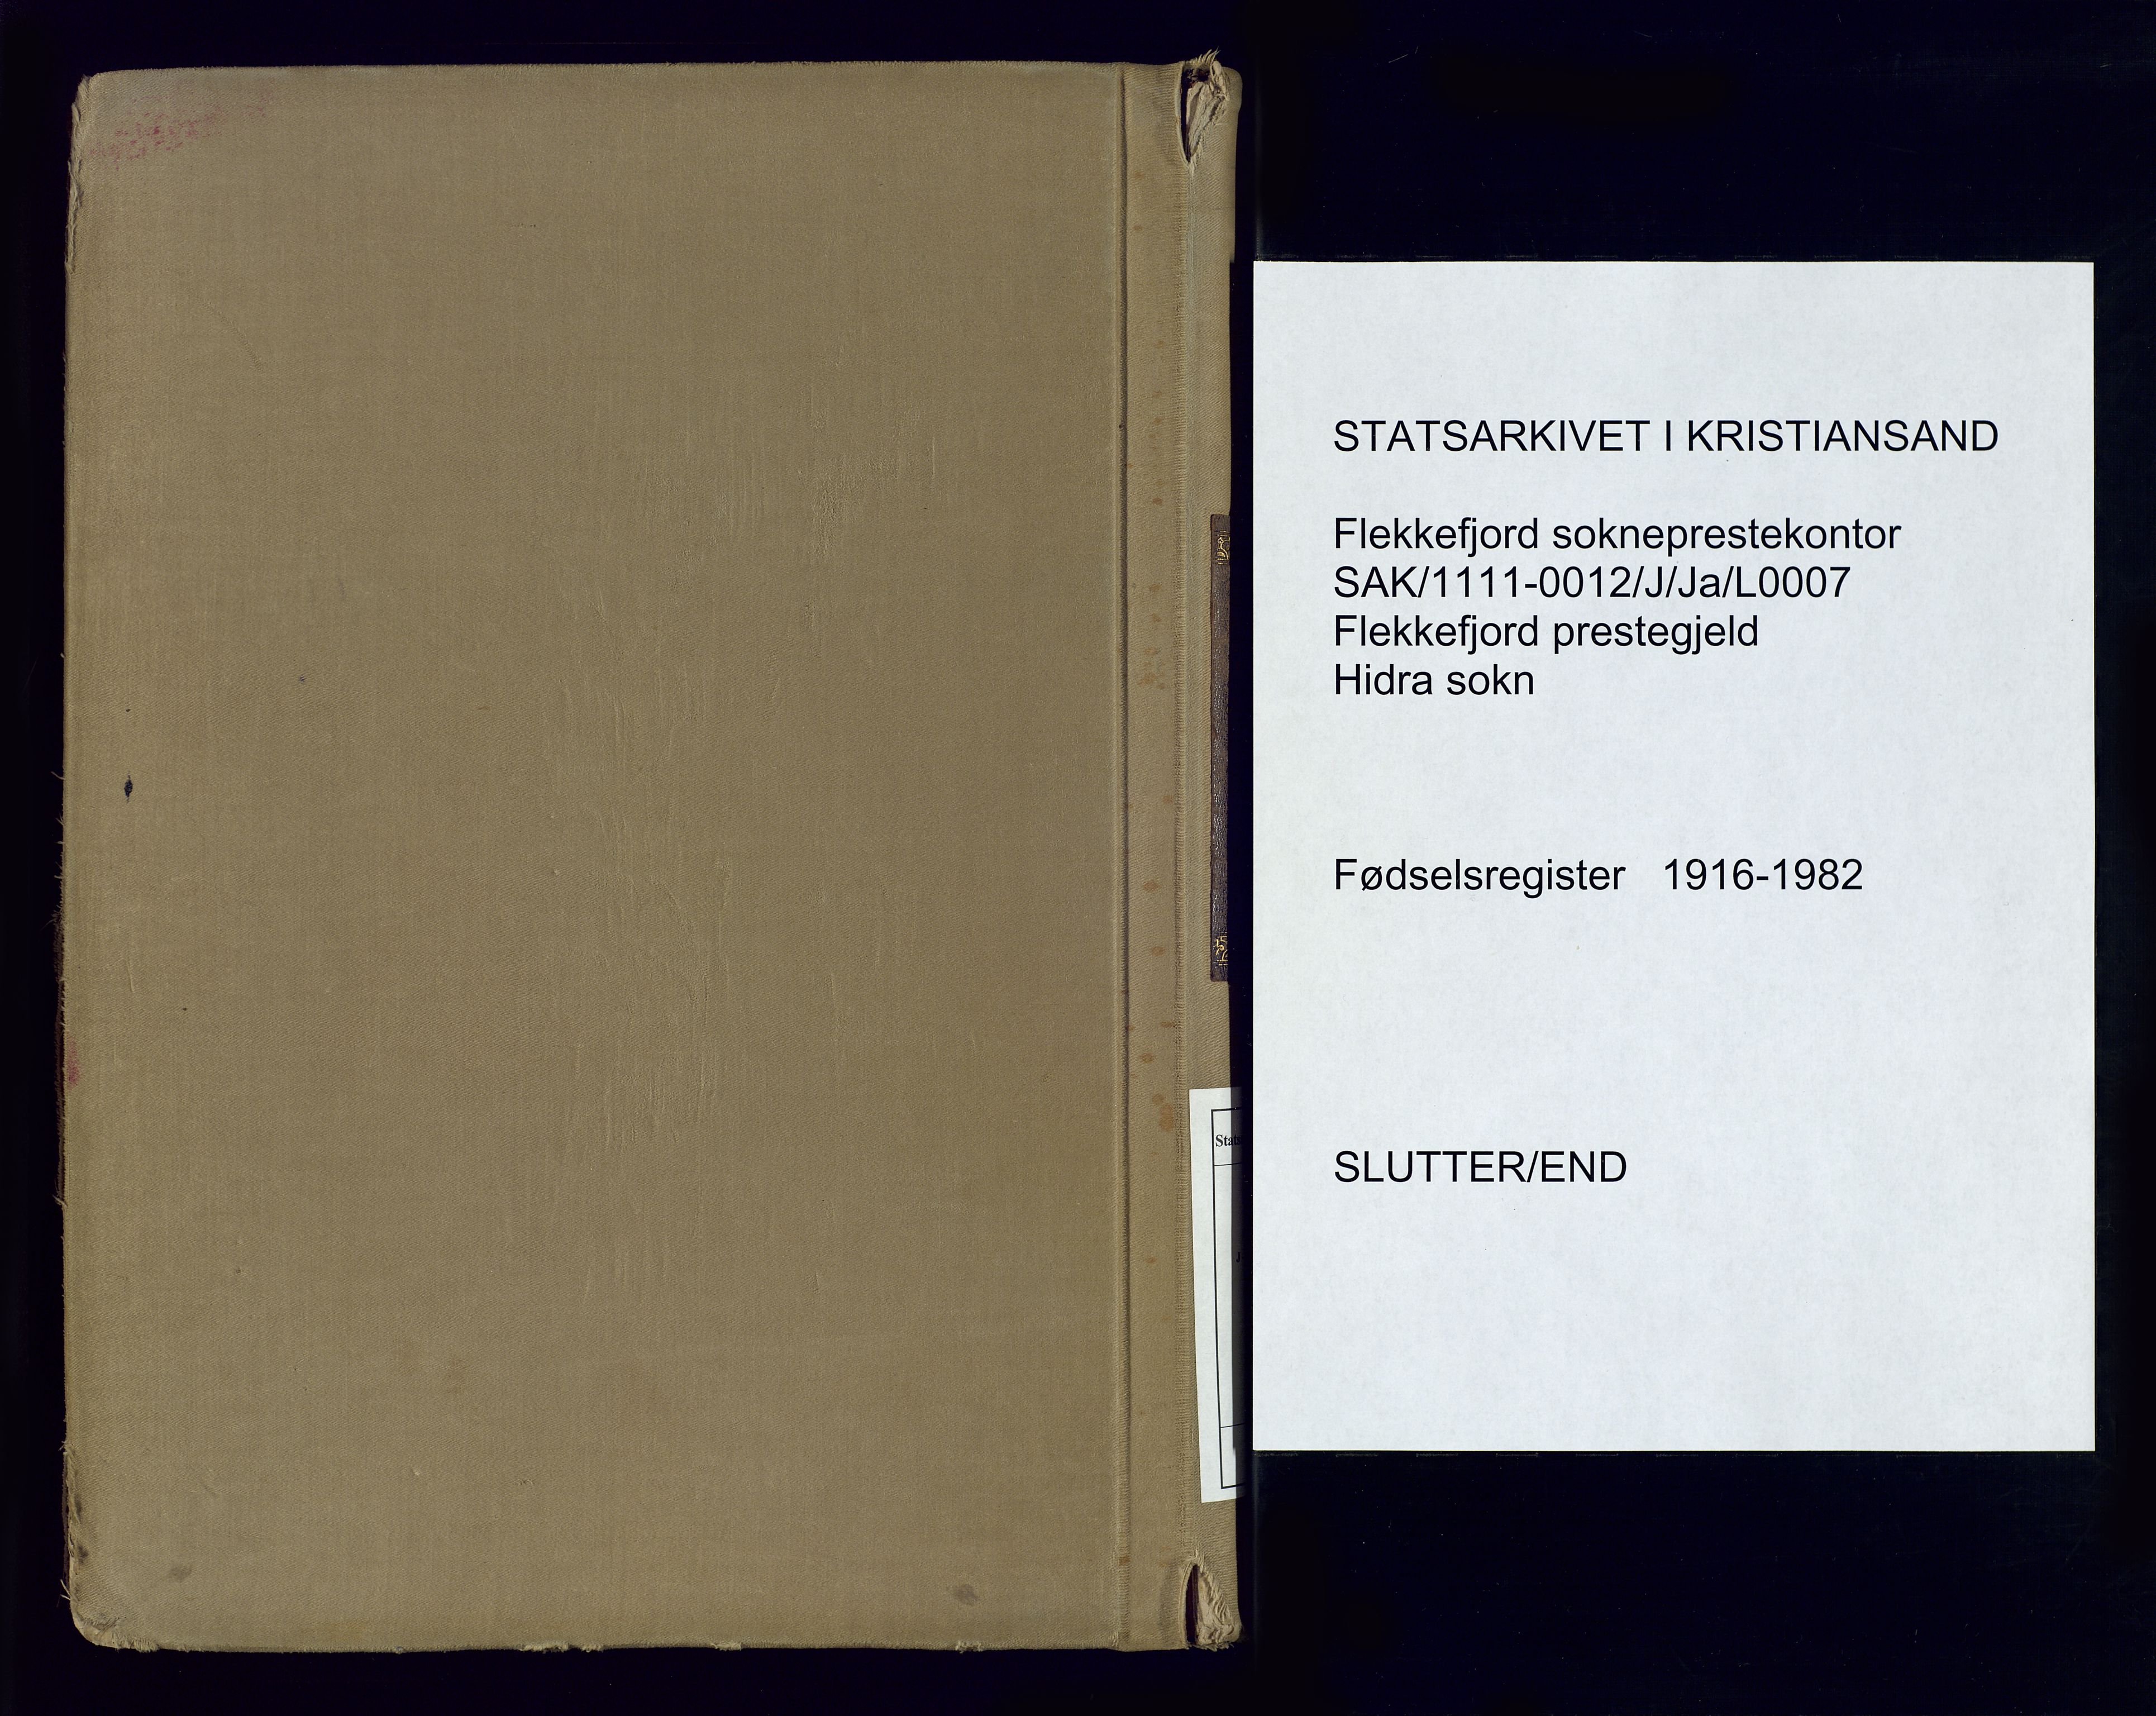 STATSARKIVET I KRISTIANSAND
Flekkefjord sokneprestekontor
SAK/1111-0012/J/Ja/L0007
Flekkefjord prestegjeld
Hidra sokn
Fødselsregister 1916-1982
SLUTTER/END